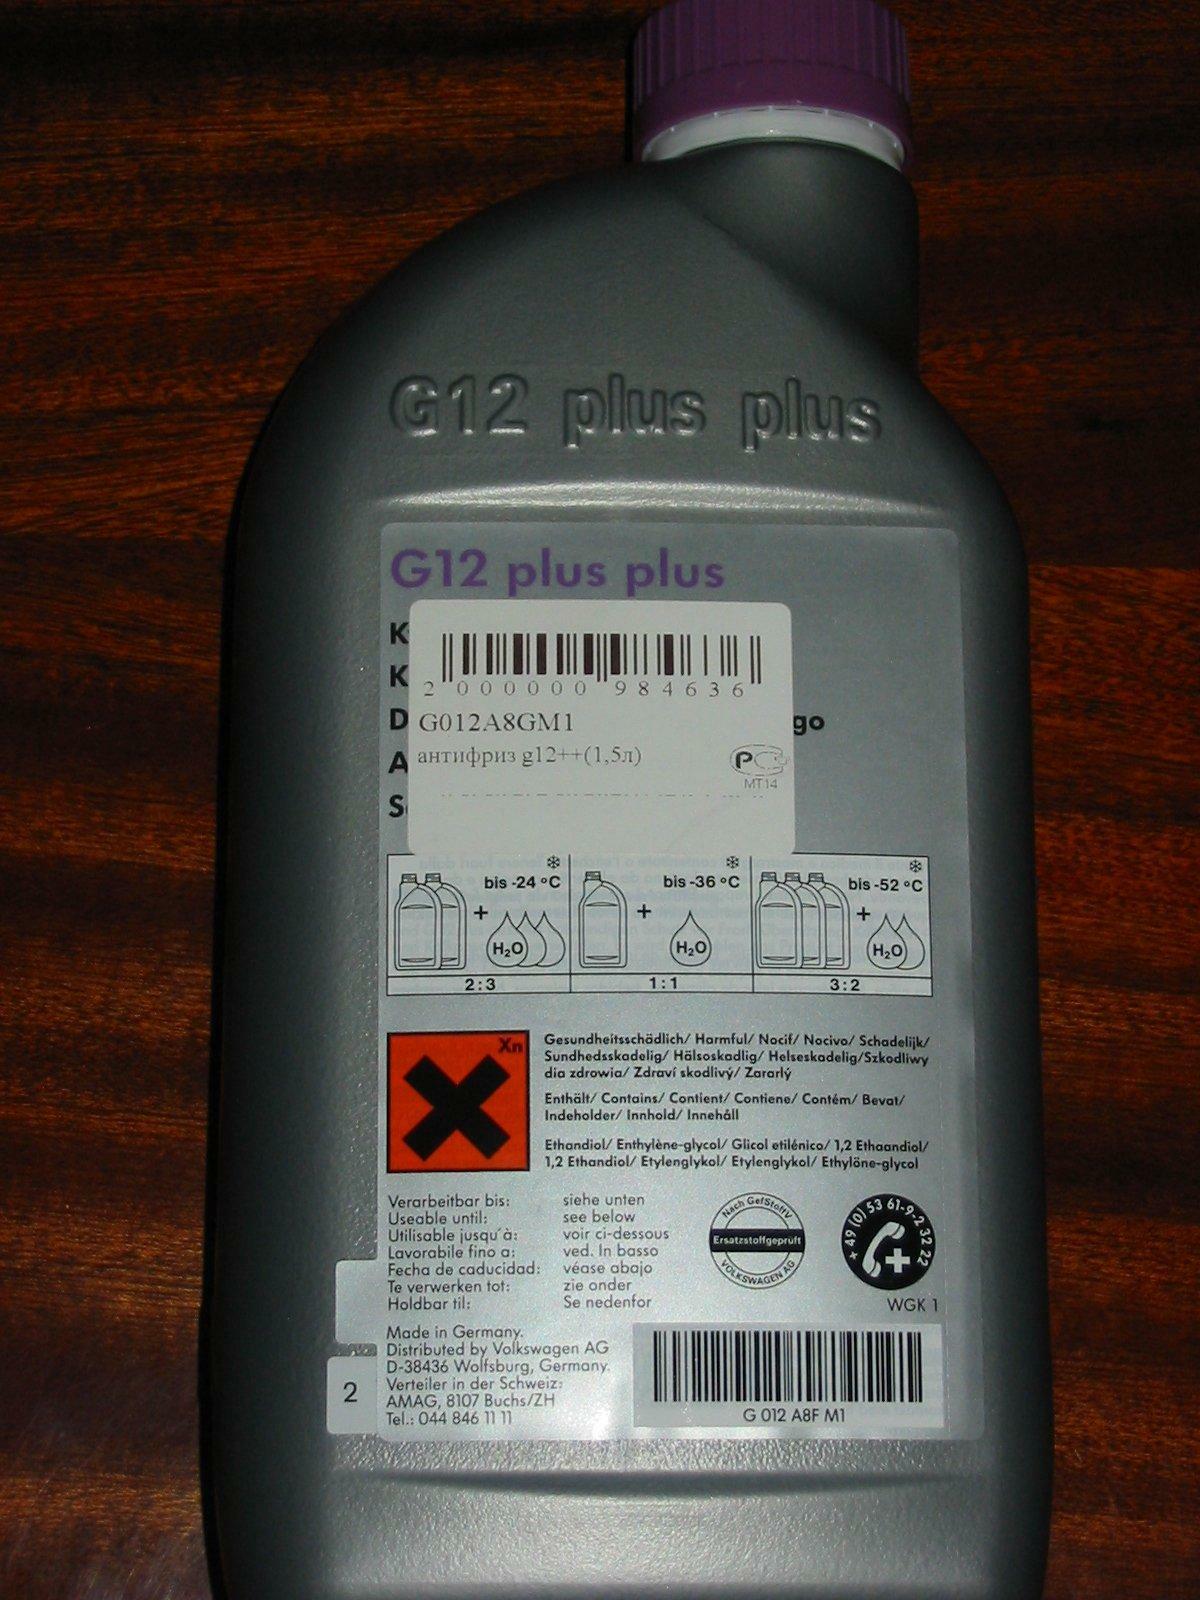 G12 plus plus
G12 plus plus
2 000000 984636
G012A8GM1
go
антифриз g12++(1,5л)
РС
МТ14
bis -24 °C
+
H₂O
2:3
bis -36 °C
+
H₂O
1:1
bis -52 °C
+
H₂O
3:2
Xn
Gesundheitsschädlich/ Harmful/ Nocif/ Nocivo/ Schadelijk/
Sundhedsskadelig/ Hälsoskadlig/ Helseskadelig/Szkodliwy
dia zdrowia/ Zdraví skodlivý/ Zararlý
Enthält/ Contains/ Contient/ Contiene/ Contém/ Bevat/
Indeholder/ Innhold/ Innehåll
Ethandiol/ Enthylène-glycol/ Glicol etilénico/ 1,2 Ethaandiol/
1,2 Ethandiol/ Etylenglykol/ Etylenglykol/ Ethylöne-glycol
Verarbeitbar bis: siehe unten
Useable until: see below
Utilisable jusqu´à: voir ci-dessous
Lavorabile fino a: ved. In basso
Fecha de caducidad: véase abajo
Te verwerken tot: zie onder
Holdbar til: Se nedenfor
Nach GefStoffV
Ersatzstoffgeprüft
VOLKSWAGEN AG
+ 49 (0) 53 61-9-2 32 22
WGK 1
Made in Germany.
Distributed by Volkswagen AG
D-38436 Wolfsburg, Germany.
Verteiler in der Schweiz:
AMAG, 8107 Buchs/ZH
Tel.: 044 846 11 11
2
G 012 A8F M1